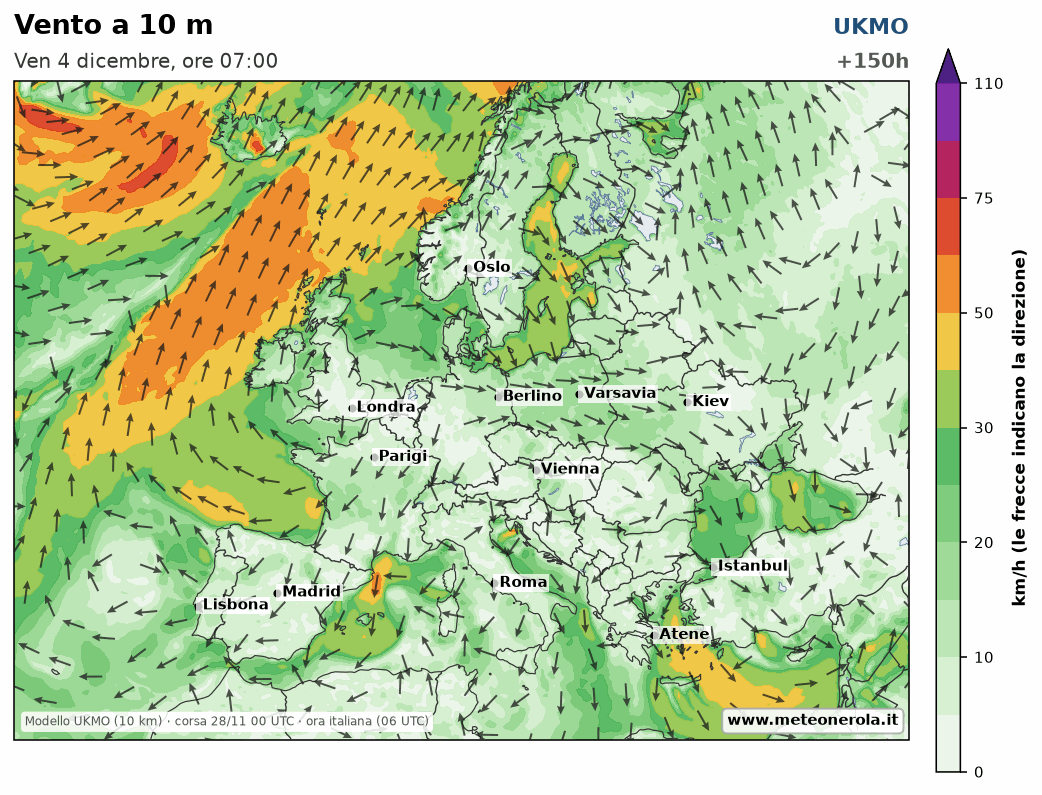 Vento a 10 m
UKMO
Ven 4 dicembre, ore 07:00
+150h
110
75
50
30
20
10
0
km/h (le frecce indicano la direzione)
Oslo
Londra
Berlino
Varsavia
Kiev
Parigi
Vienna
Istanbul
Roma
Madrid
Lisbona
Atene
Modello UKMO (10 km) · corsa 28/11 00 UTC · ora italiana (06 UTC)
www.meteonerola.it